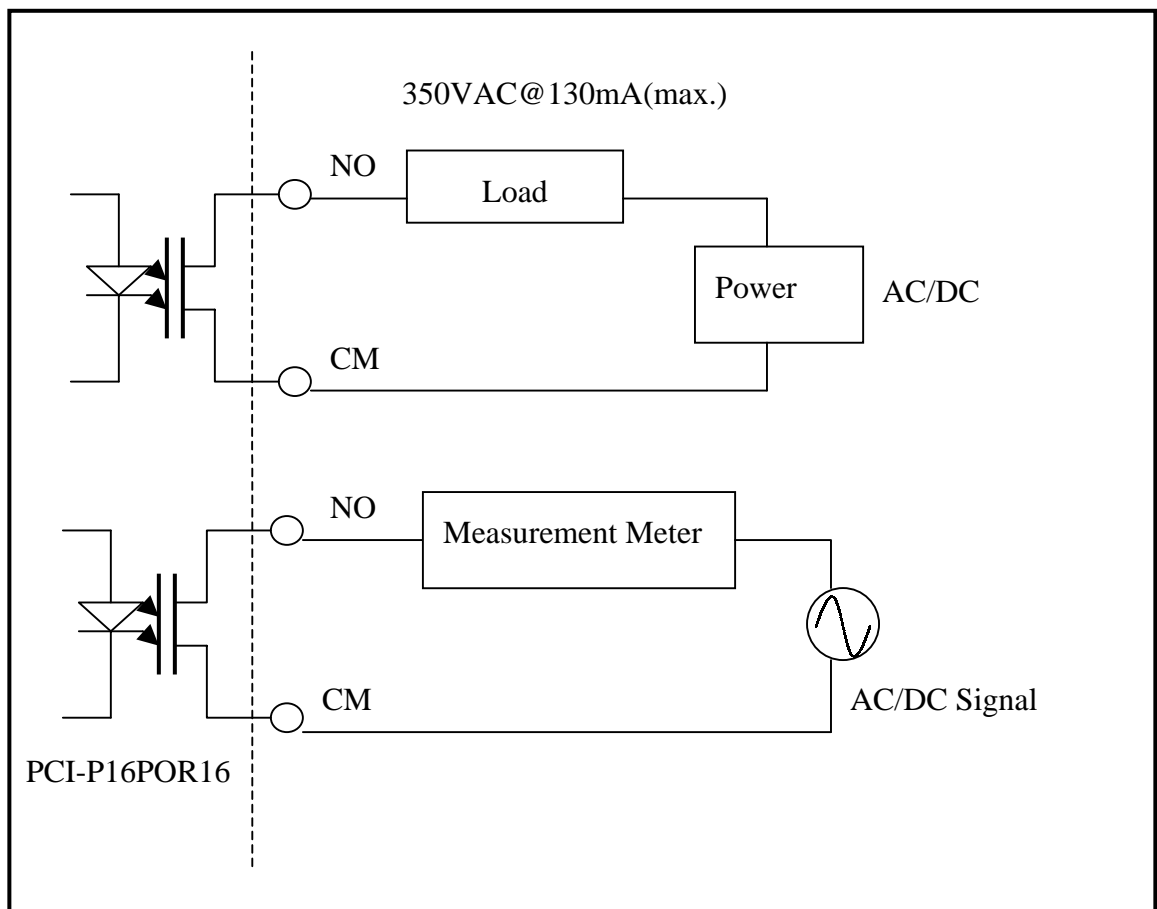 350VAC@130mA(max.)
NO
Load
Power
AC/DC
CM
NO
Measurement Meter
CM
AC/DC Signal
PCI-P16POR16